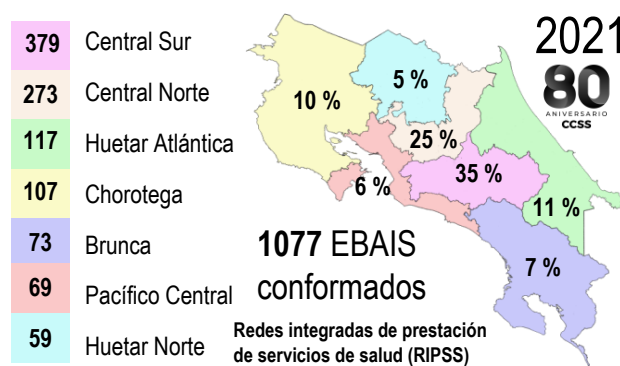 379 Central Sur
273 Central Norte
117 Huetar Atlántica
107 Chorotega
73 Brunca
69 Pacífico Central
59 Huetar Norte
2021
80
ANIVERSARIO
CCSS
5 %
10 %
25 %
35 %
6 %
11 %
7 %
1077 EBAIS
conformados
Redes integradas de prestación
de servicios de salud (RIPSS)